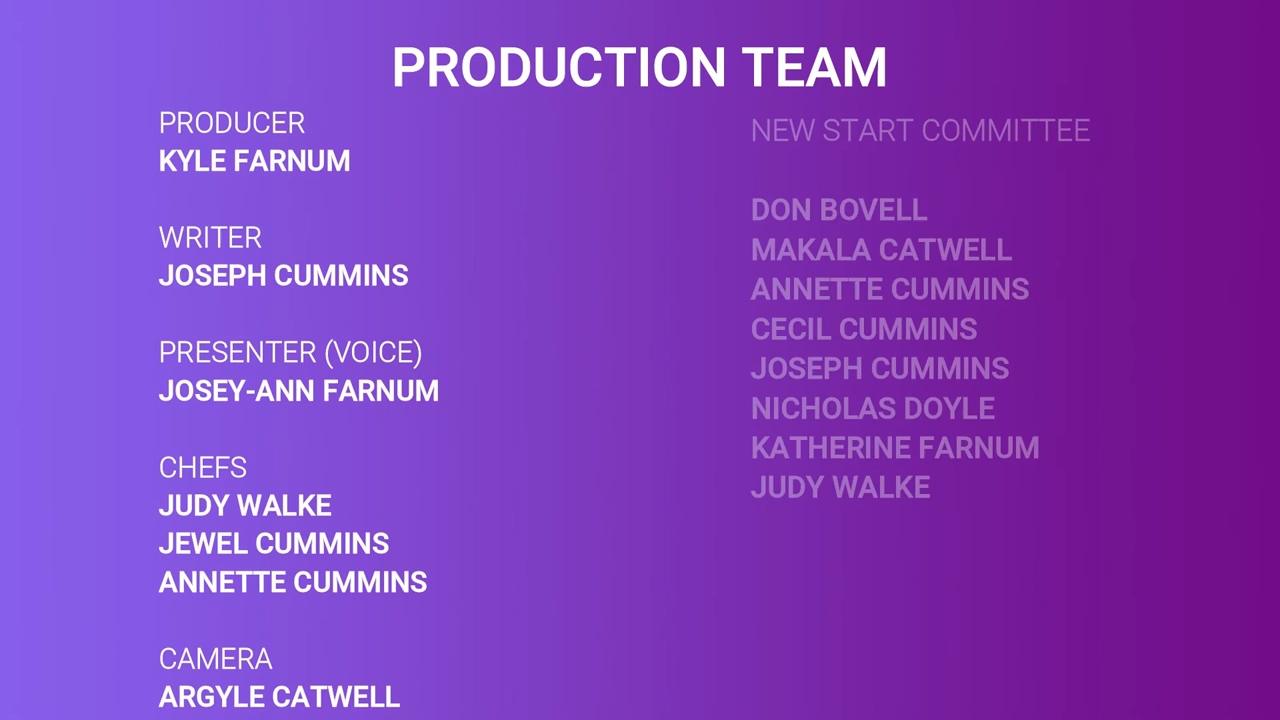 PRODUCTION TEAM
PRODUCER
KYLE FARNUM
WRITER
JOSEPH CUMMINS
PRESENTER (VOICE)
JOSEY-ANN FARNUM
CHEFS
JUDY WALKE
JEWEL CUMMINS
ANNETTE CUMMINS
CAMERA
ARGYLE CATWELL
NEW START COMMITTEE
DON BOVELL
MAKALA CATWELL
ANNETTE CUMMINS
CECIL CUMMINS
JOSEPH CUMMINS
NICHOLAS DOYLE
KATHERINE FARNUM
JUDY WALKE